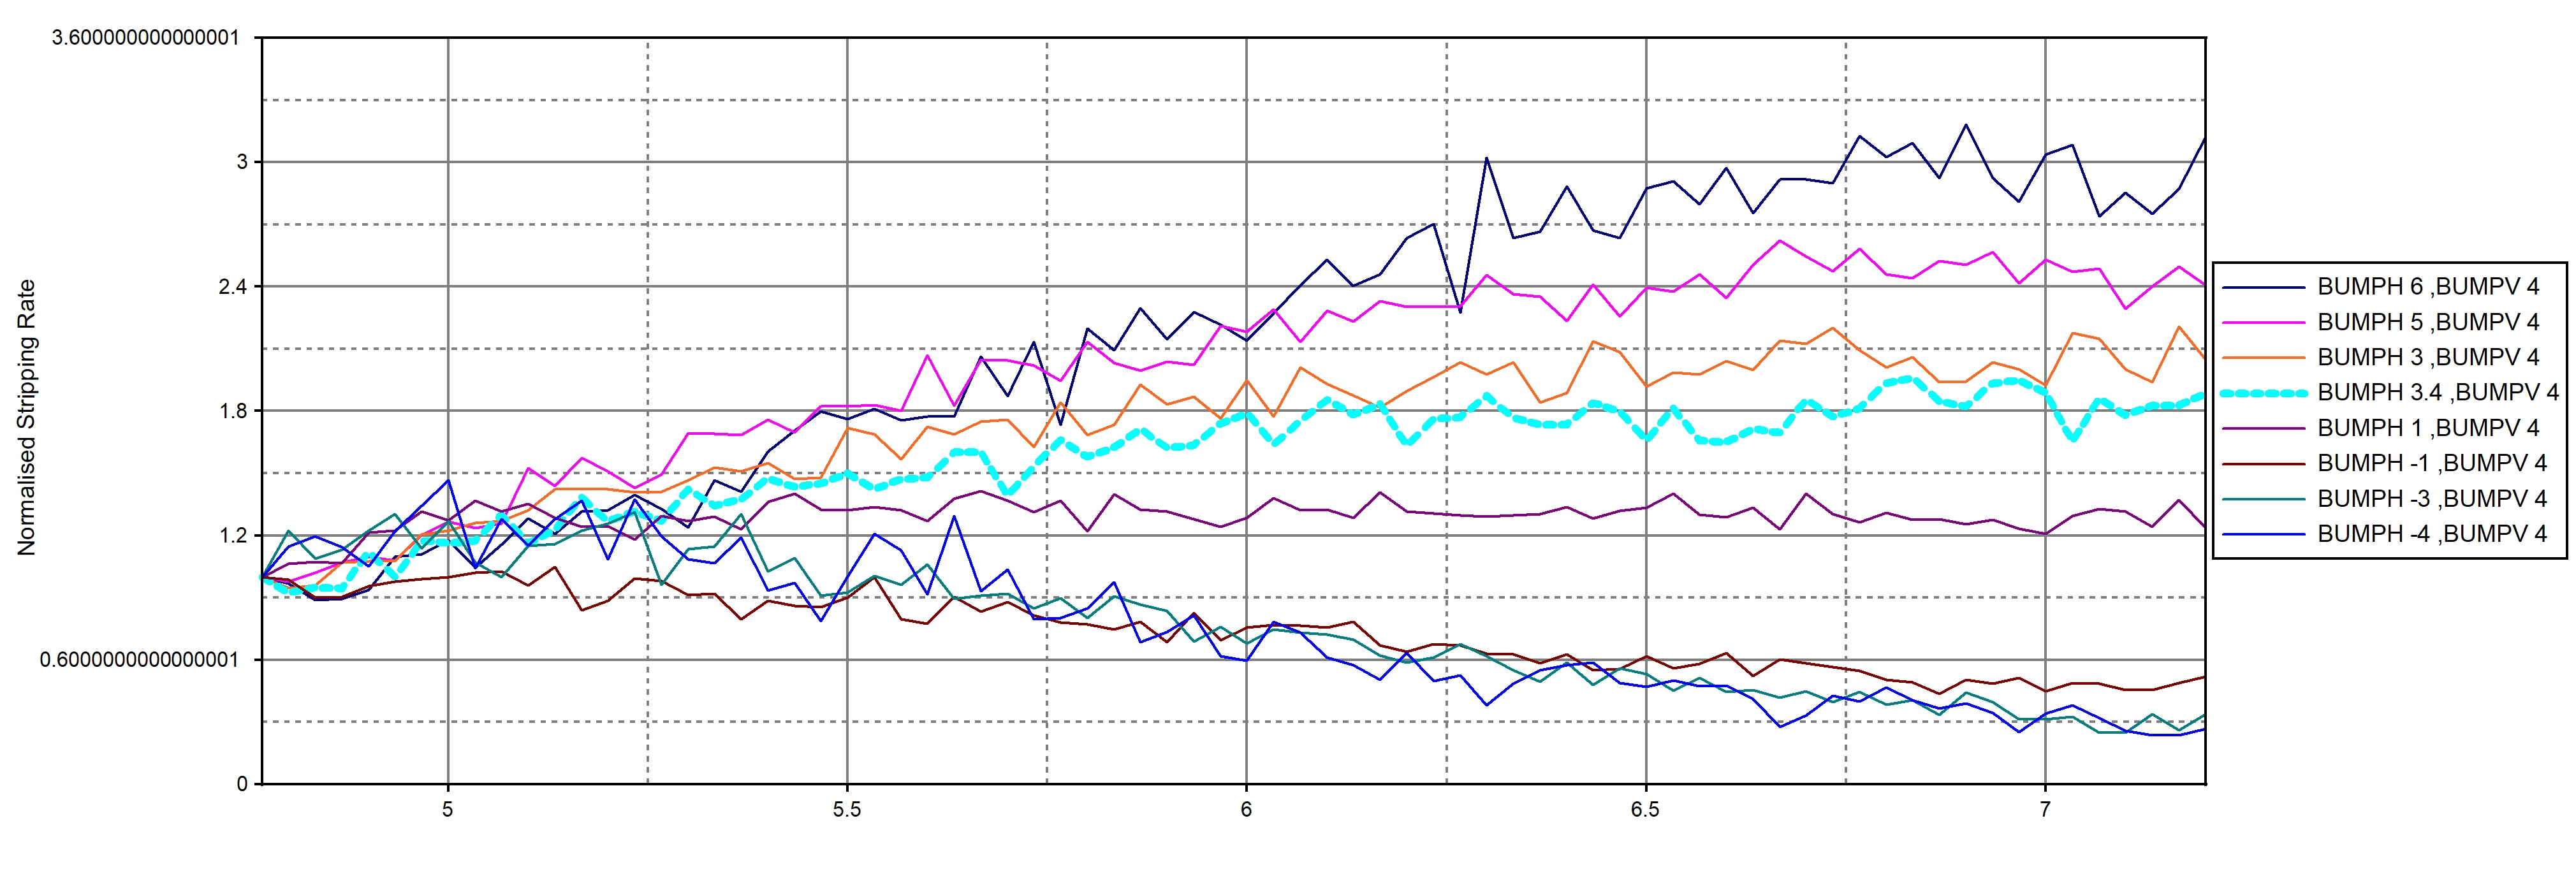 3.600000000000001
3
2.4
1.8
1.2
0.6000000000000001
0
Normalised Stripping Rate
5
5.5
6
6.5
7
BUMPH 6 ,BUMPV 4
BUMPH 5 ,BUMPV 4
BUMPH 3 ,BUMPV 4
BUMPH 3.4 ,BUMPV 4
BUMPH 1 ,BUMPV 4
BUMPH -1 ,BUMPV 4
BUMPH -3 ,BUMPV 4
BUMPH -4 ,BUMPV 4